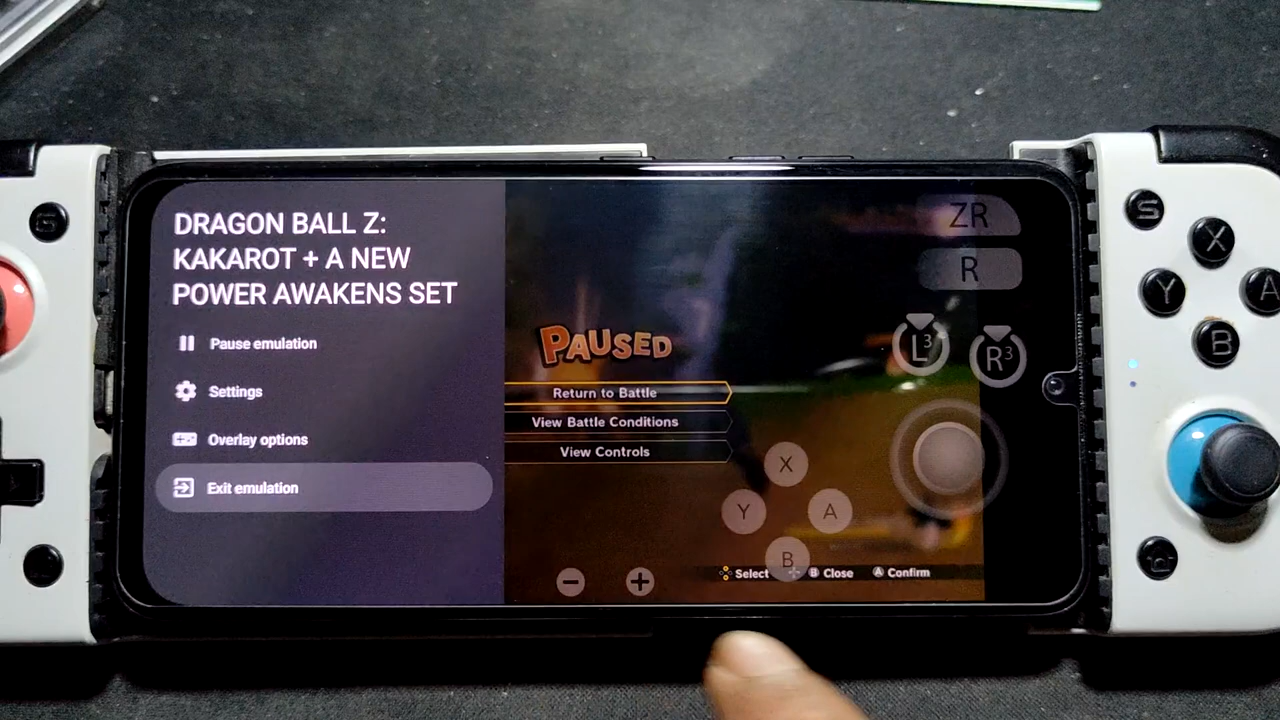 DRAGON BALL Z:
KAKAROT + A NEW
POWER AWAKENS SET
Pause emulation
Settings
Overlay options
Exit emulation
PAUSED
Return to Battle
View Battle Conditions
View Controls
Select B Close A Confirm
ZR
R
L3
R3
X
Y
A
B
S
S
X
Y
A
B